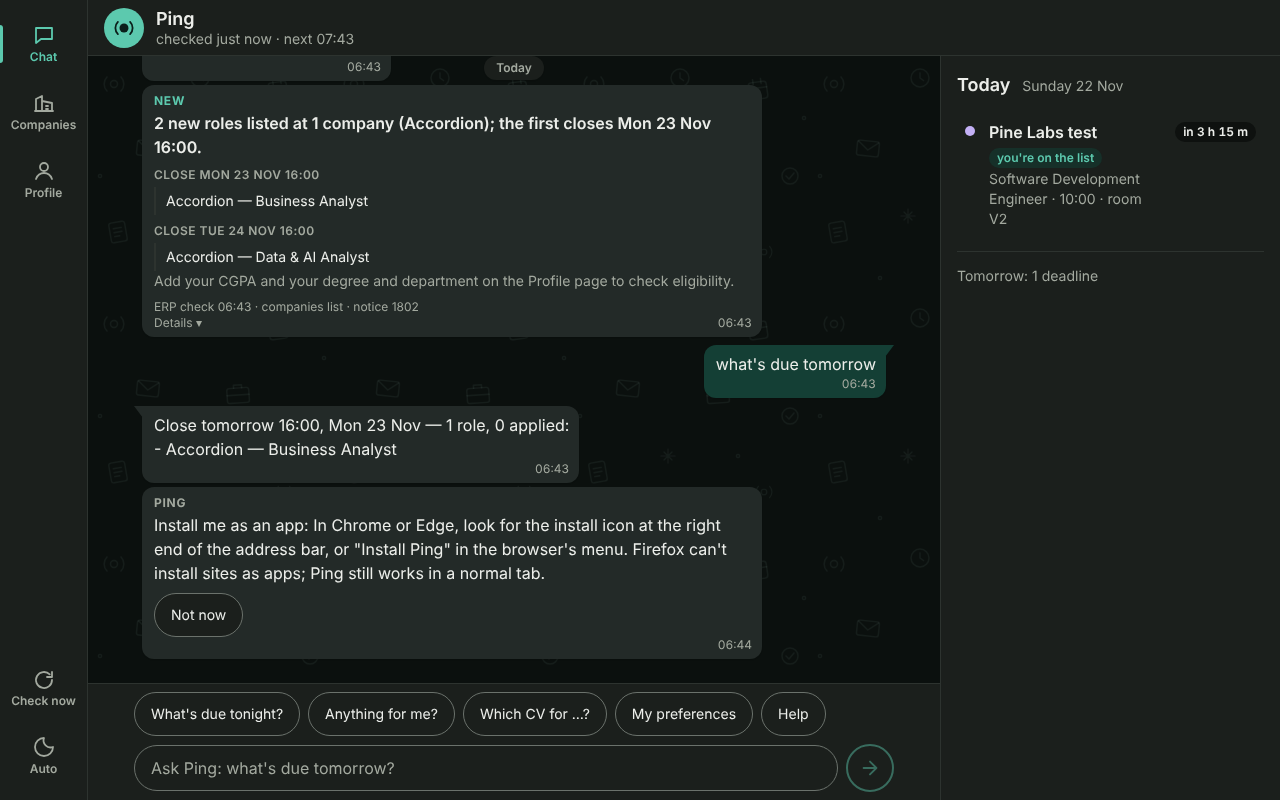 Chat
Companies
Profile
Check now
Auto
Ping
checked just now · next 07:43
06:43
Today
NEW
2 new roles listed at 1 company (Accordion); the first closes Mon 23 Nov
16:00.
CLOSE MON 23 NOV 16:00
Accordion — Business Analyst
CLOSE TUE 24 NOV 16:00
Accordion — Data & AI Analyst
Add your CGPA and your degree and department on the Profile page to check eligibility.
ERP check 06:43 · companies list · notice 1802
Details ▾
06:43
what's due tomorrow
06:43
Close tomorrow 16:00, Mon 23 Nov — 1 role, 0 applied:
- Accordion — Business Analyst
06:43
PING
Install me as an app: In Chrome or Edge, look for the install icon at the right
end of the address bar, or "Install Ping" in the browser's menu. Firefox can't
install sites as apps; Ping still works in a normal tab.
Not now
06:44
What's due tonight?
Anything for me?
Which CV for ...?
My preferences
Help
Ask Ping: what's due tomorrow?
Today Sunday 22 Nov
Pine Labs test
in 3 h 15 m
you're on the list
Software Development
Engineer · 10:00 · room
V2
Tomorrow: 1 deadline